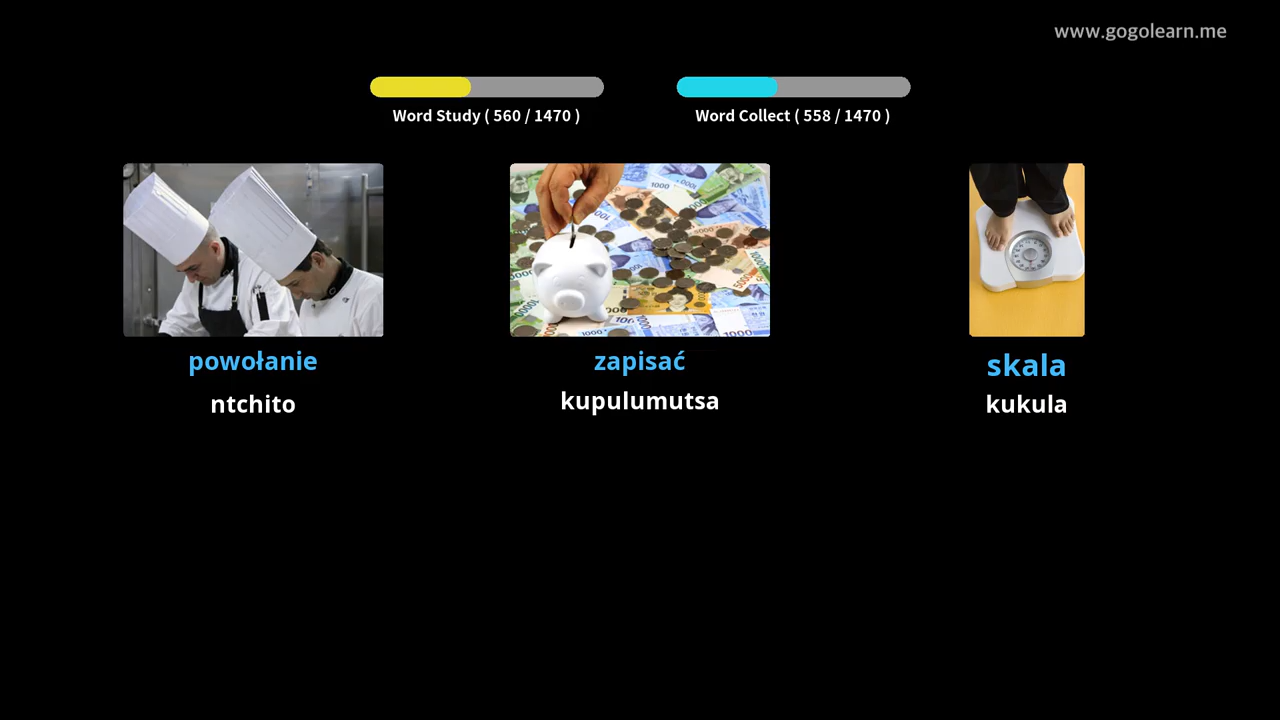 www.gogolearn.me
Word Study ( 560 / 1470 )
Word Collect ( 558 / 1470 )
powołanie
zapisać
skala
ntchito
kupulumutsa
kukula